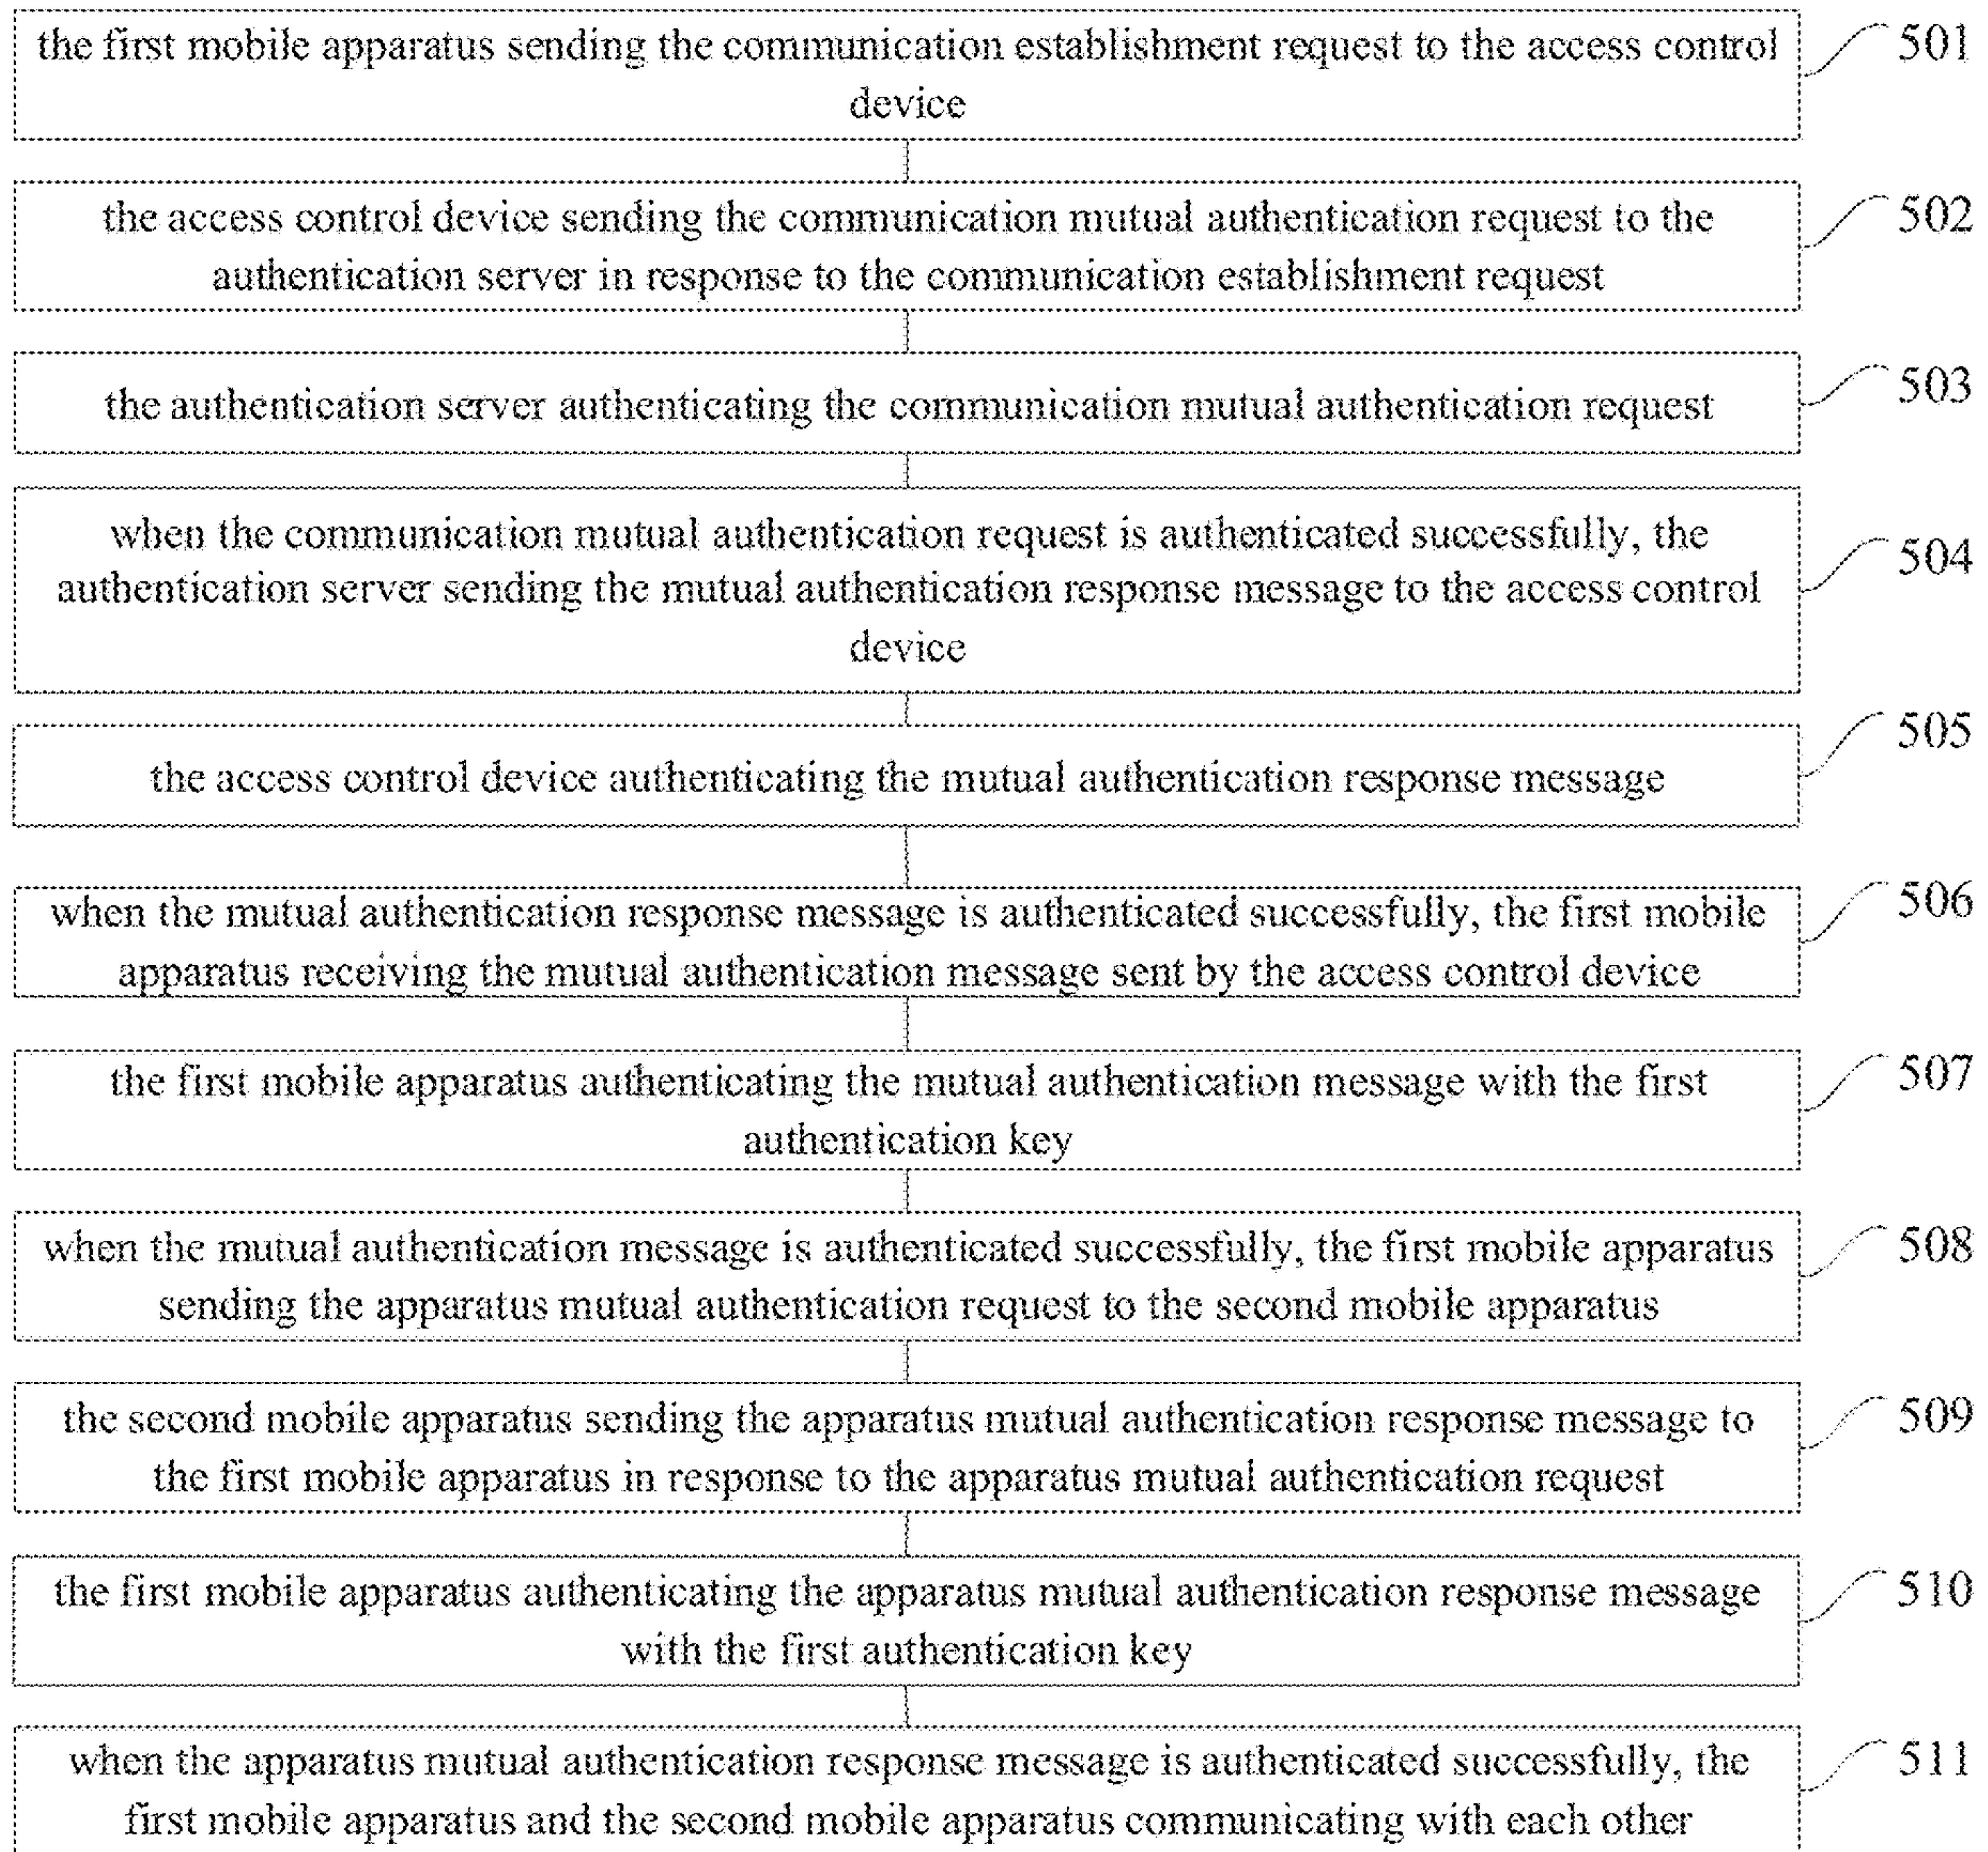 the first mobile apparatus sending the communication establishment request to the access control
device
501
the access control device sending the communication mutual authentication request to the
authentication server in response to the communication establishment request
502
the authentication server authenticating the communication mutual authentication request
503
when the communication mutual authentication request is authenticated successfully, the
authentication server sending the mutual authentication response message to the access control
device
504
the access control device authenticating the mutual authentication response message
505
when the mutual authentication response message is authenticated successfully, the first mobile
apparatus receiving the mutual authentication message sent by the access control device
506
the first mobile apparatus authenticating the mutual authentication message with the first
authentication key
507
when the mutual authentication message is authenticated successfully, the first mobile apparatus
sending the apparatus mutual authentication request to the second mobile apparatus
508
the second mobile apparatus sending the apparatus mutual authentication response message to
the first mobile apparatus in response to the apparatus mutual authentication request
509
the first mobile apparatus authenticating the apparatus mutual authentication response message
with the first authentication key
510
when the apparatus mutual authentication response message is authenticated successfully, the
first mobile apparatus and the second mobile apparatus communicating with each other
511